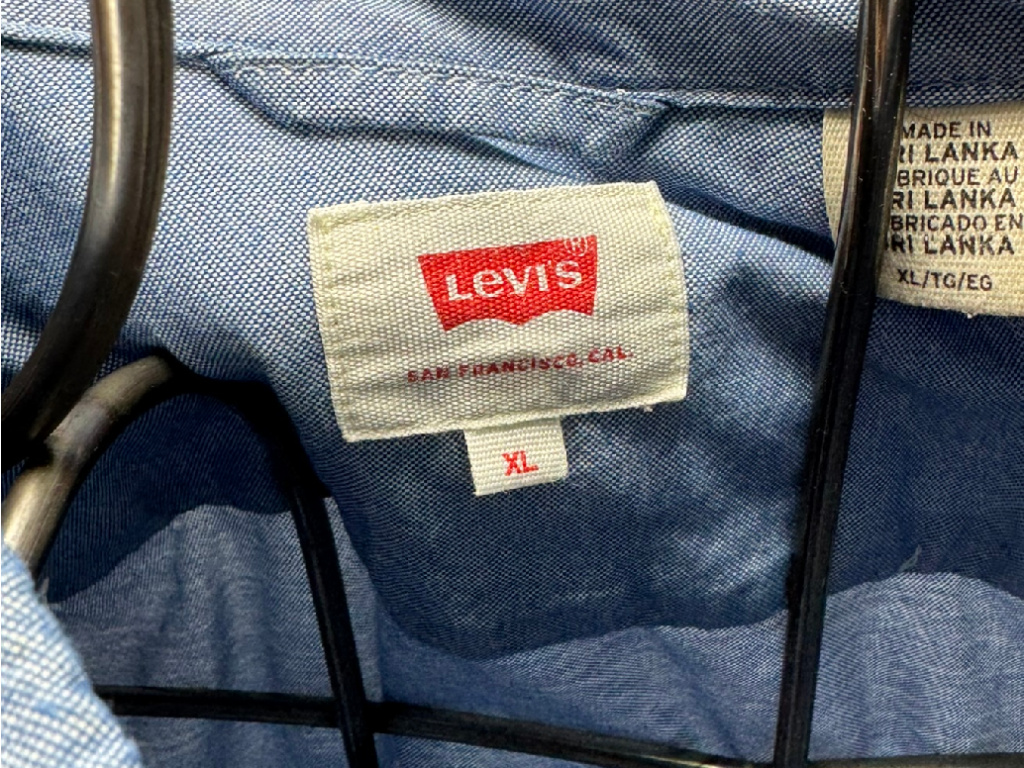 LEVI'S
SAN FRANCISCO, CAL.
XL
MADE IN
RI LANKA
BRIQUE AU
RI LANKA
BRICADO EN
RI LANKA
XL/TG/EG